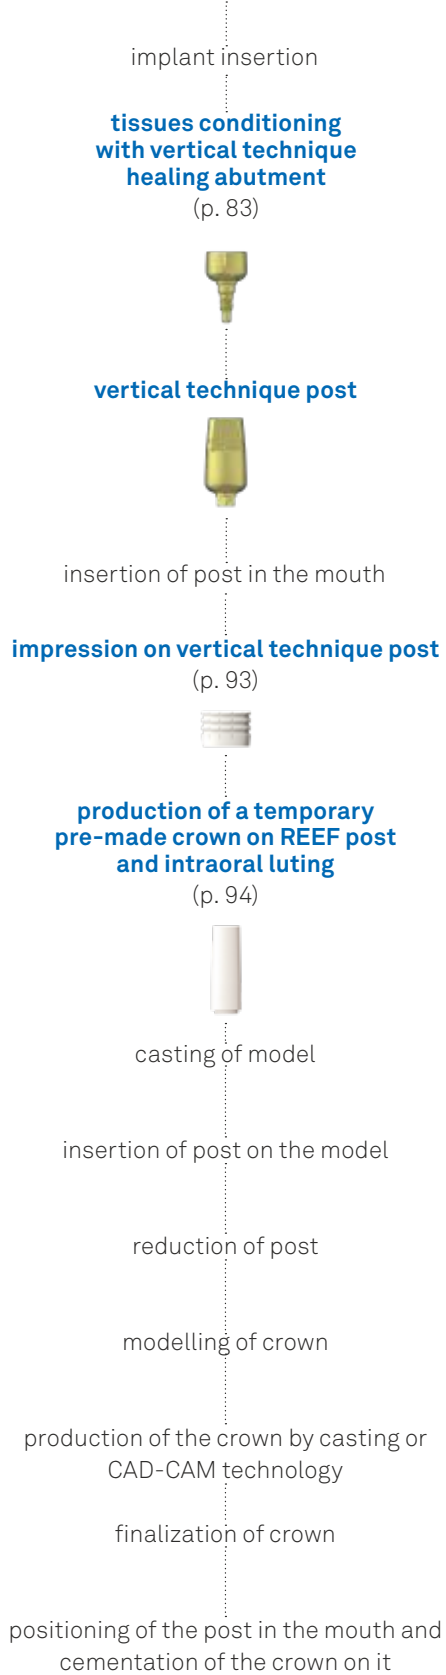 implant insertion
tissues conditioning
with vertical technique
healing abutment
(p. 83)
vertical technique post
insertion of post in the mouth
impression on vertical technique post
(p. 93)
production of a temporary
pre-made crown on REEF post
and intraoral luting
(p. 94)
casting of model
insertion of post on the model
reduction of post
modelling of crown
production of the crown by casting or
CAD-CAM technology
finalization of crown
positioning of the post in the mouth and
cementation of the crown on it